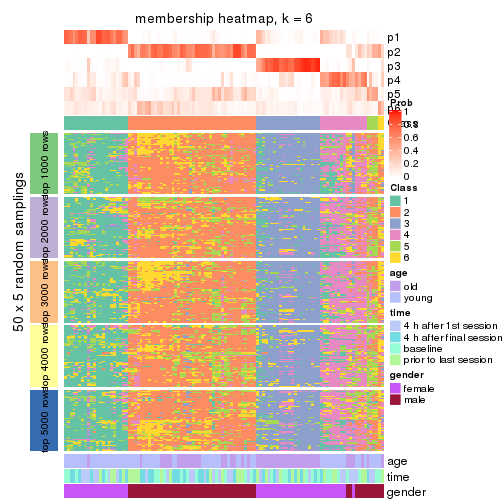 membership heatmap, k = 6
p1
p2
p3
p4
p5
p6
Prob
1
0.8
0.6
0.4
0.2
0
Class
1
2
3
4
5
6
age
old
young
time
4 h after 1st session
4 h after final session
baseline
prior to last session
gender
female
male
50 x 5 random samplings
top 1000 rows
top 2000 rows
top 3000 rows
top 4000 rows
top 5000 rows
age
time
gender